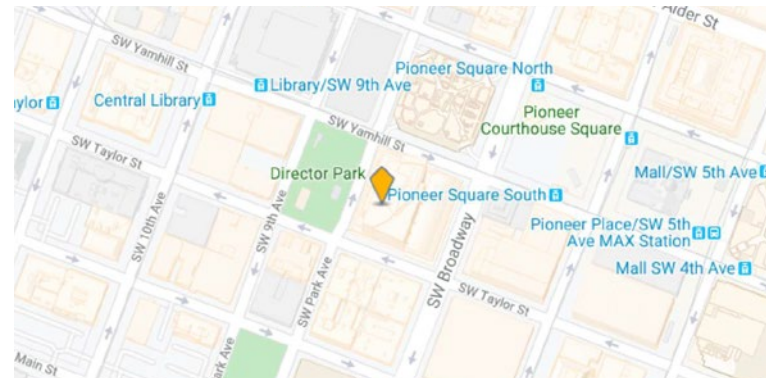 Alder St
SW Yamhill St
Pioneer Square North
Library/SW 9th Ave
ylor
Central Library
Pioneer
Courthouse Square
SW Yamhill St
SW Taylor St
Director Park
Mall/SW 5th Ave
Pioneer Square South
SW 10th Ave
SW 9th Ave
Pioneer Place/SW 5th
Ave MAX Station
SW Broadway
Mall SW 4th Ave
SW Park Ave
SW Taylor St
Main St
ark Ave